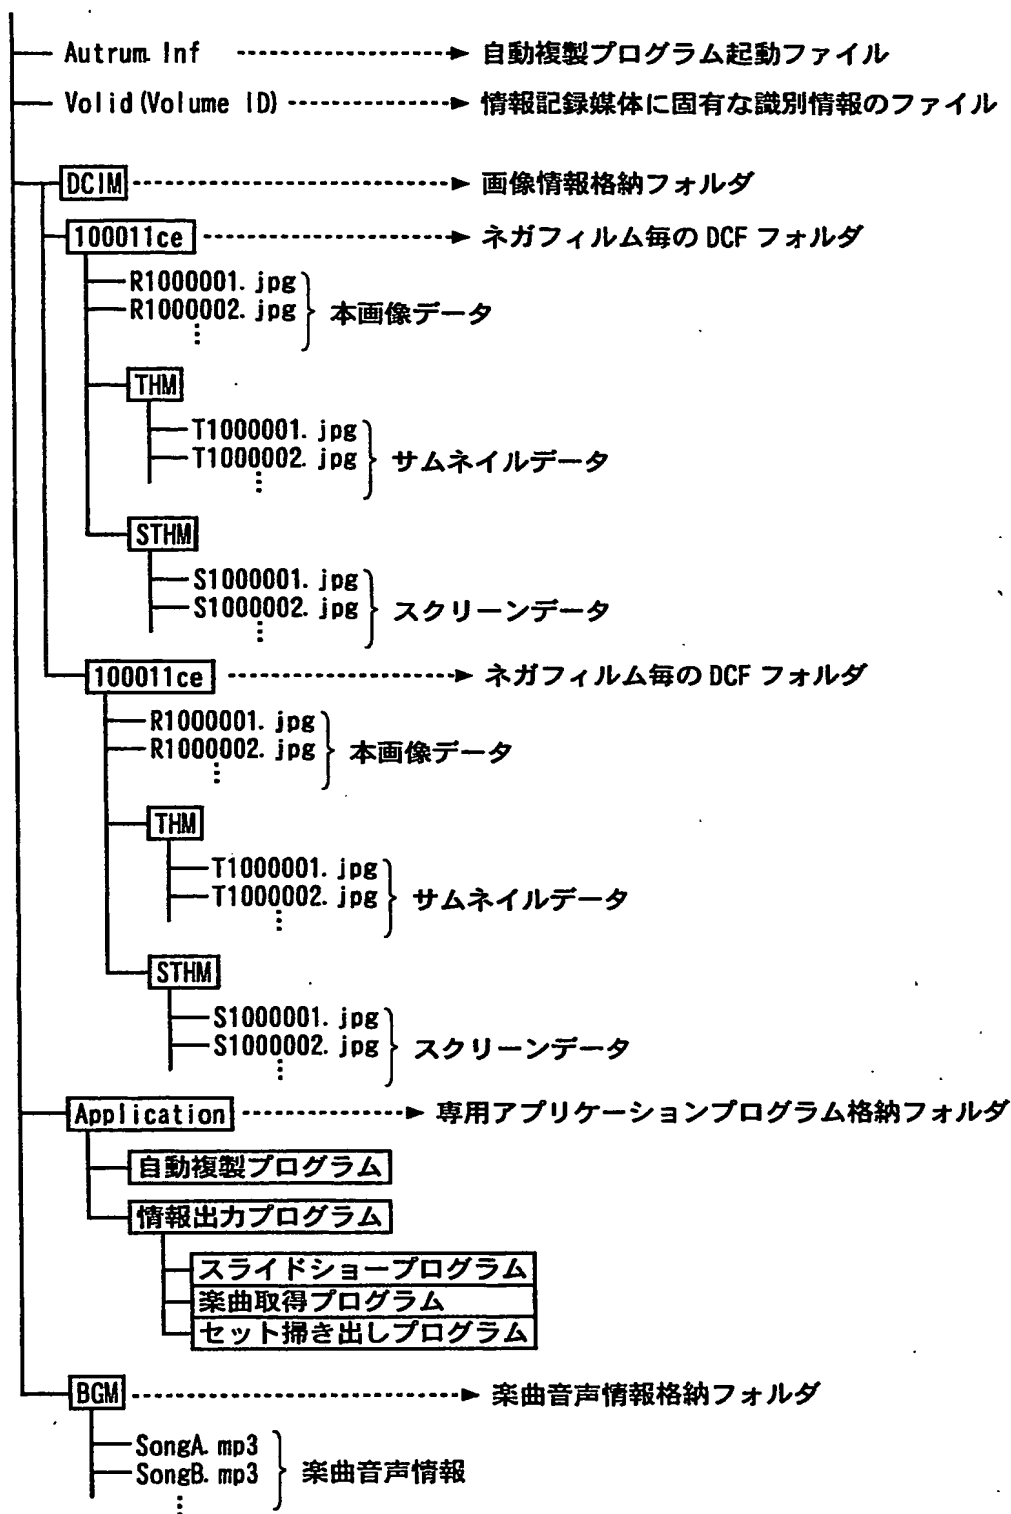 Autrum.Inf 自動複製プログラム起動ファイル
Volid(Volume ID) 情報記録媒体に固有な識別情報のファイル
DCIM 画像情報格納フォルダ
100011ce ネガフィルム毎のDCFフォルダ
R1000001.jpg
R1000002.jpg 本画像データ
THM
T1000001.jpg
T1000002.jpg サムネイルデータ
STHM
S1000001.jpg
S1000002.jpg スクリーンデータ
100011ce ネガフィルム毎のDCFフォルダ
R1000001.jpg
R1000002.jpg 本画像データ
THM
T1000001.jpg
T1000002.jpg サムネイルデータ
STHM
S1000001.jpg
S1000002.jpg スクリーンデータ
Application 専用アプリケーションプログラム格納フォルダ
自動複製プログラム
情報出力プログラム
スライドショープログラム
楽曲取得プログラム
セット掃き出しプログラム
BGM 楽曲音声情報格納フォルダ
SongA.mp3
SongB.mp3 楽曲音声情報